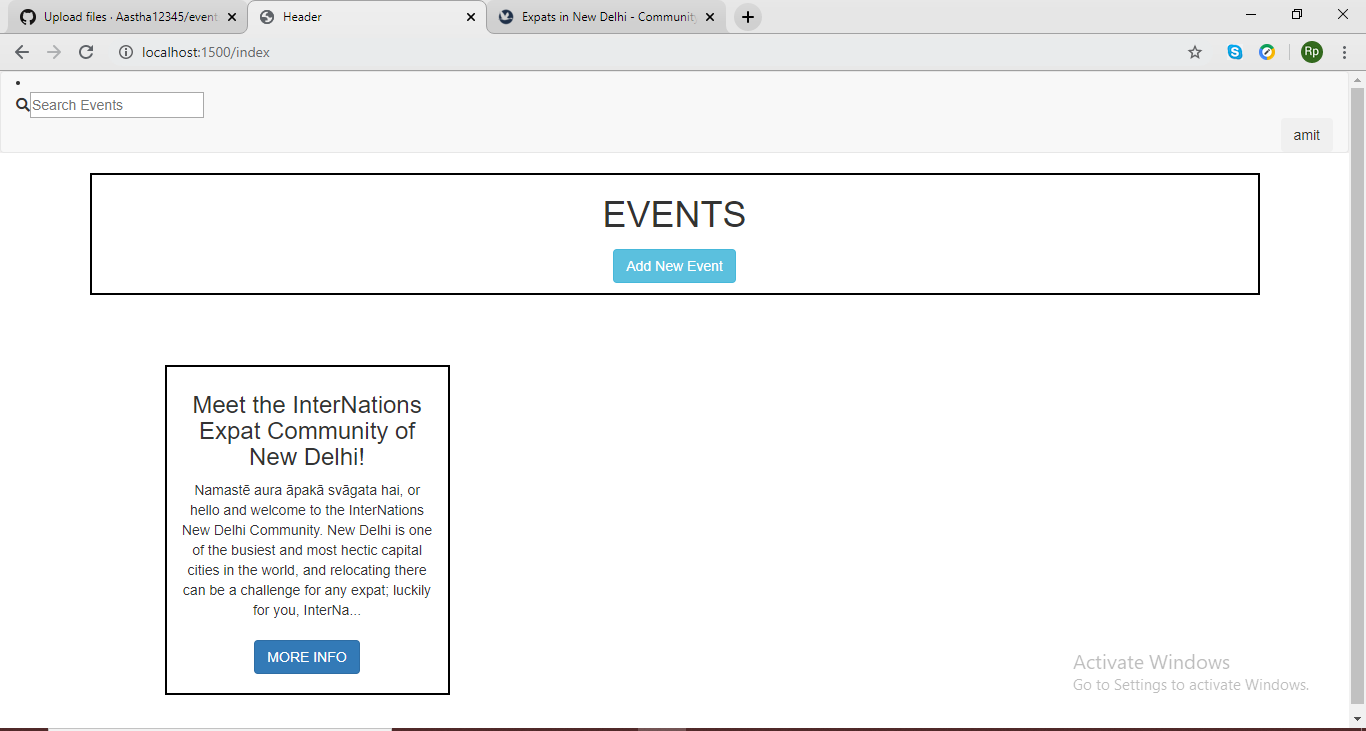 Upload files · Aastha12345/event
Header
Expats in New Delhi - Community
localhost:1500/index
Rp
Search Events
amit
EVENTS
Add New Event
Meet the InterNations
Expat Community of
New Delhi!
Namastē aura āpakā svāgata hai, or
hello and welcome to the InterNations
New Delhi Community. New Delhi is one
of the busiest and most hectic capital
cities in the world, and relocating there
can be a challenge for any expat; luckily
for you, InterNa...
MORE INFO
Activate Windows
Go to Settings to activate Windows.